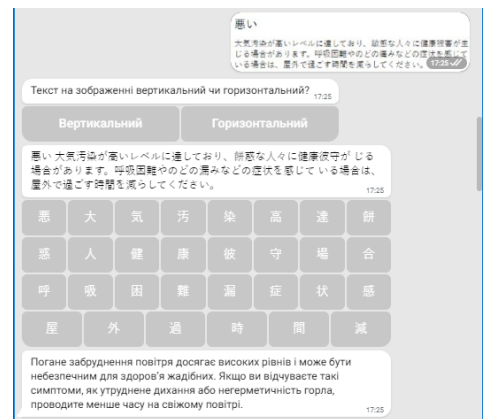 悪い
大気汚染が高いレベルに達しており、敏感な人々に健康被害が生
じる場合があります。呼吸困難やのどの痛みなどの症状を感じて
いる場合は、屋外で過ごす時間を減らしてください。 17:25
Текст на зображенні вертикальний чи горизонтальний? 17:25
Вертикальний Горизонтальний
悪い 大気汚染が高いレベルに達しており、餅惑な人々に健康彼守が じる
場合があります。呼吸困難やのどの漏みなどの症状を感じて いる場合は、
屋外で過ごす時間を减らしてください。
17:25
悪 大 気 汚 染 高 達 餅
惑 人 健 康 彼 守 場 合
呼 吸 困 難 漏 症 状 感
屋 外 過 時 間 减
Погане забруднення повітря досягає високих рівнів і може бути
небезпечним для здоров'я жадібних. Якщо ви відчуваєте такі
симптоми, як утруднене дихання або негерметичність горла,
проводите менше часу на свіжому повітрі. 17:25